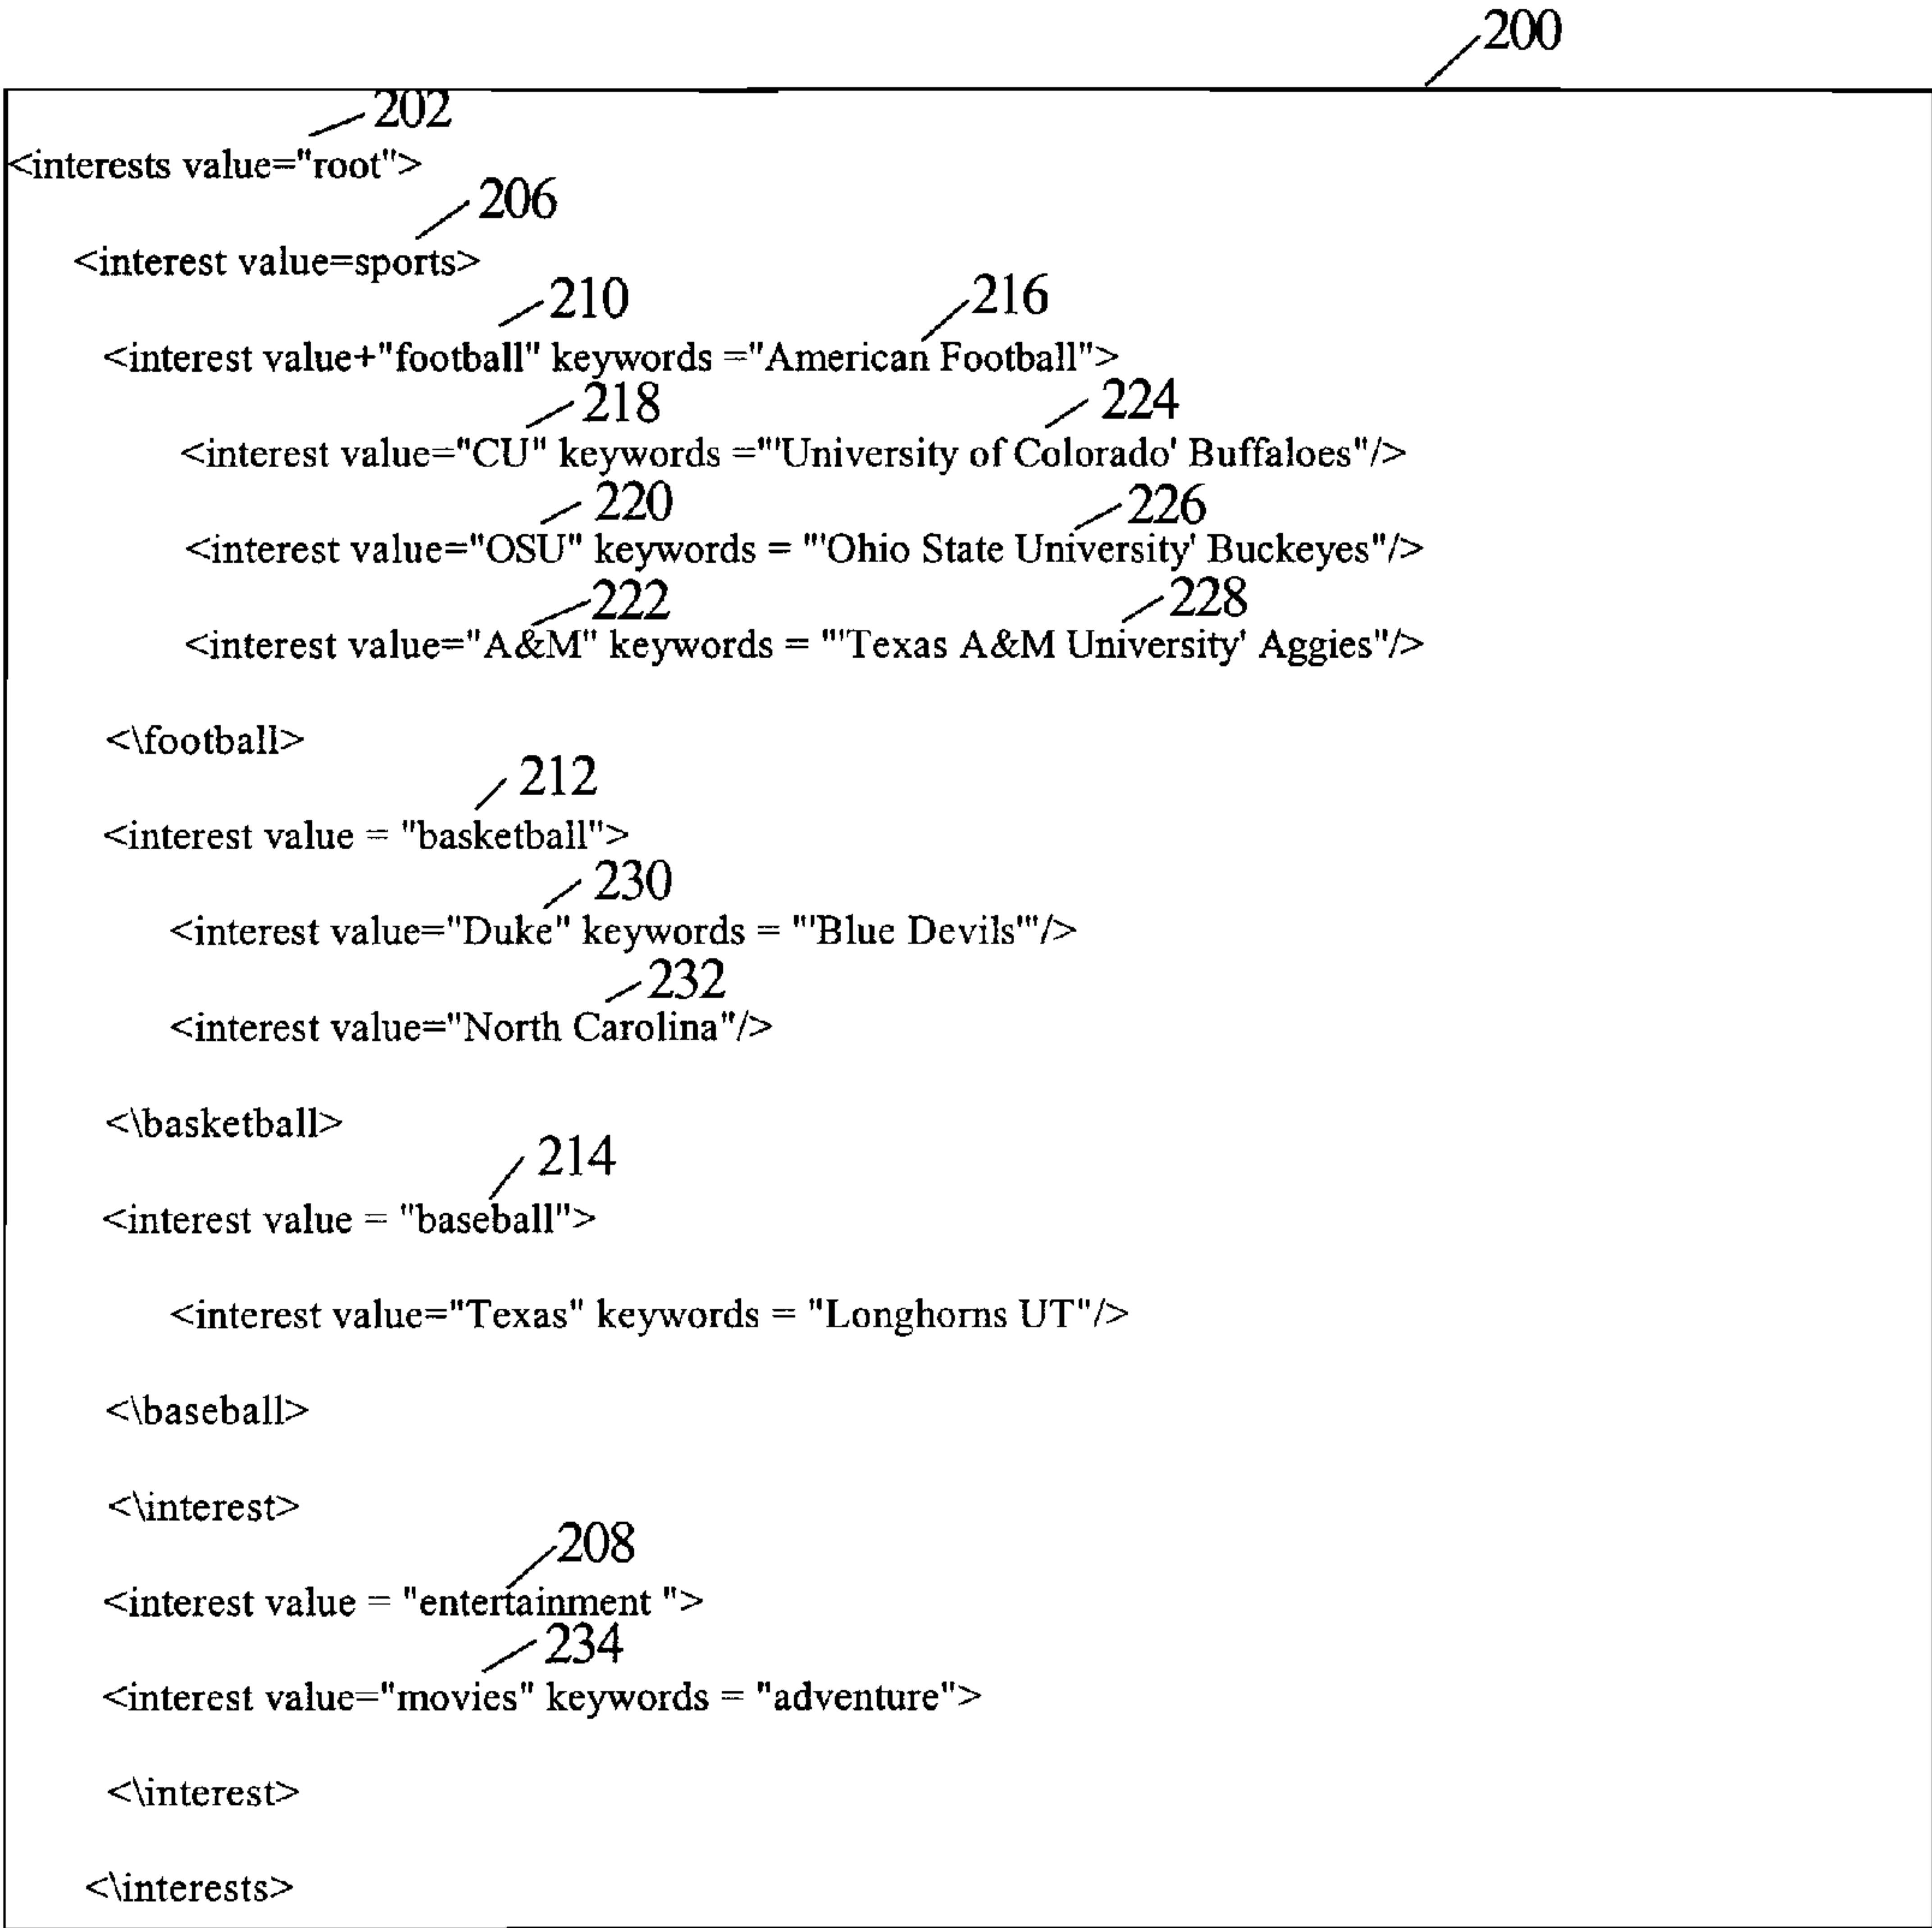 200
202
<interests value="root">
206
<interest value=sports>
210 216
<interest value+"football" keywords ="American Football">
218 224
<interest value="CU" keywords ="'University of Colorado' Buffaloes"/>
220 226
<interest value="OSU" keywords = "'Ohio State University' Buckeyes"/>
222 228
<interest value="A&M" keywords = "'Texas A&M University' Aggies"/>
<\football>
212
<interest value = "basketball">
230
<interest value="Duke" keywords = "'Blue Devils'"/>
232
<interest value="North Carolina"/>
<\basketball>
214
<interest value = "baseball">
<interest value="Texas" keywords = "Longhorns UT"/>
<\baseball>
<\interest>
208
<interest value = "entertainment ">
234
<interest value="movies" keywords = "adventure">
<\interest>
<\interests>